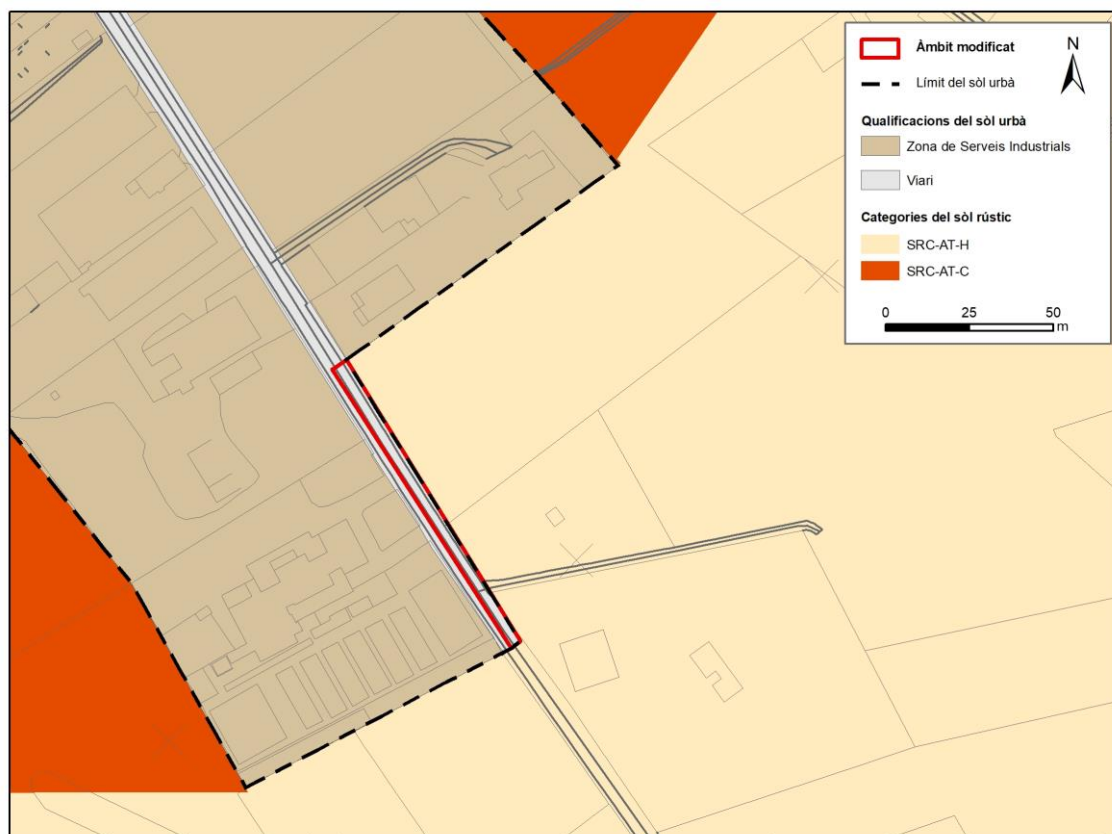 Àmbit modificat
N
Límit del sòl urbà
Qualificacions del sòl urbà
Zona de Serveis Industrials
Viari
Categories del sòl rústic
SRC-AT-H
SRC-AT-C
0 25 50
m